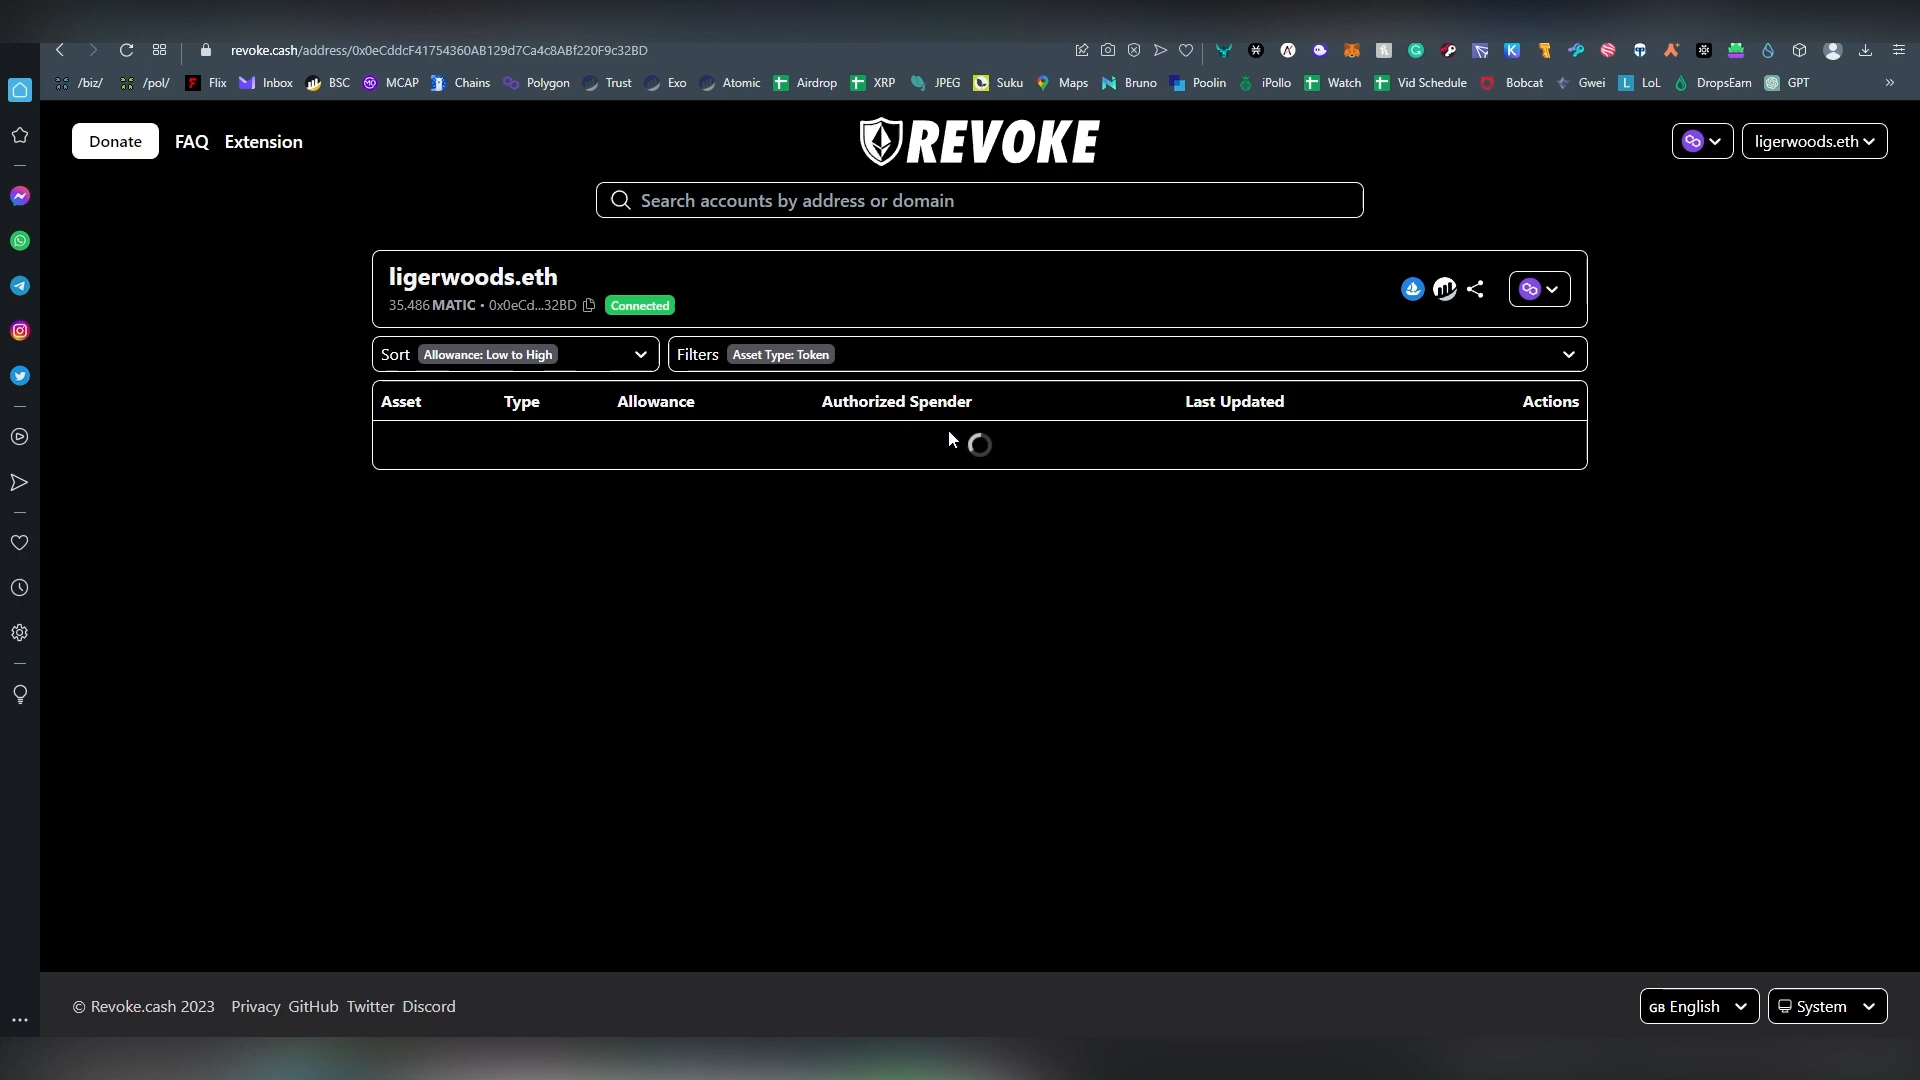 revoke.cash/address/0x0eCddcF41754360AB129d7Ca4c8ABf220F9c32BD
/biz/ /pol/ Flix Inbox BSC MCAP Chains Polygon Trust Exo Atomic Airdrop XRP JPEG Suku Maps Bruno Poolin iPollo Watch Vid Schedule Bobcat Gwei LoL DropsEarn GPT
Donate FAQ Extension REVOKE ligerwoods.eth
Search accounts by address or domain
ligerwoods.eth
35.486 MATIC • 0x0eCd...32BD Connected
Sort Allowance: Low to High Filters Asset Type: Token
Asset Type Allowance Authorized Spender Last Updated Actions
© Revoke.cash 2023 Privacy GitHub Twitter Discord GB English System